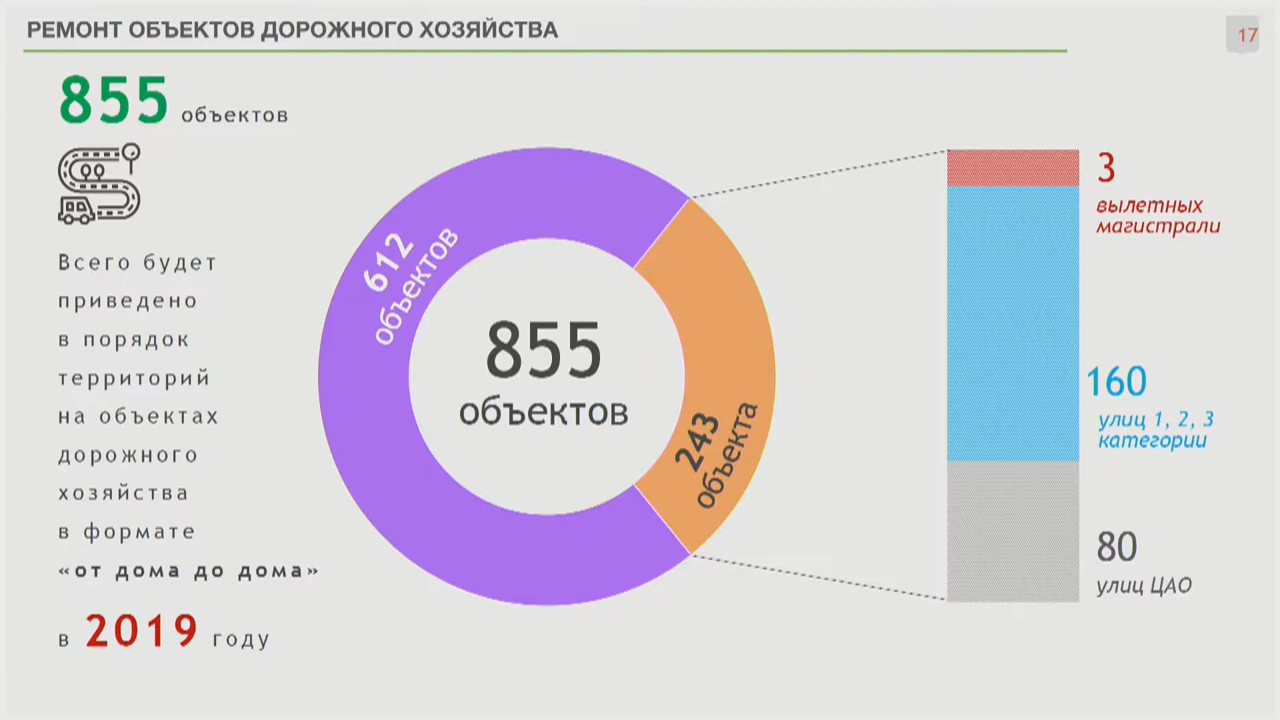 РЕМОНТ ОБЪЕКТОВ ДОРОЖНОГО ХОЗЯЙСТВА
17
855 объектов
Всего будет
приведено
в порядок
территорий
на объектах
дорожного
хозяйства
в формате
«от дома до дома»
в 2019 году
612
объектов
855
объектов
243
объекта
3
вылетных
магистрали
160
улиц 1, 2, 3
категории
80
улиц ЦАО